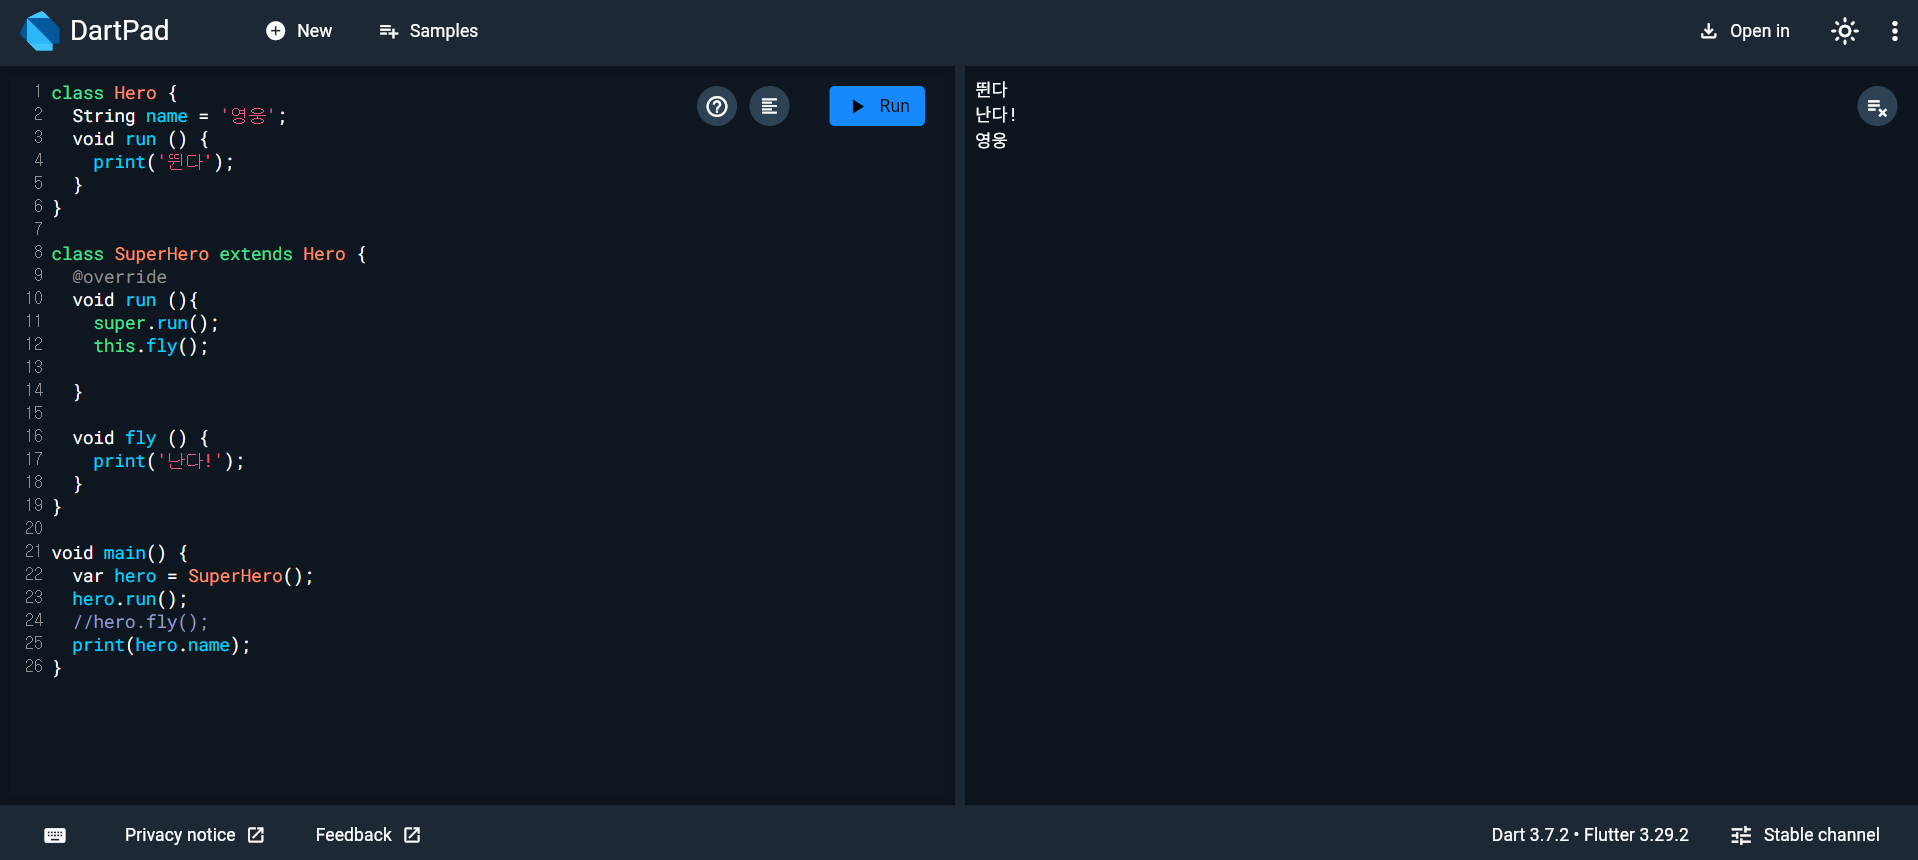 DartPad
New
Samples
Open in
1 class Hero {
2   String name = '영웅';
3   void run () {
4     print('뛴다');
5   }
6 }
7
8 class SuperHero extends Hero {
9   @override
10   void run (){
11     super.run();
12     this.fly();
13
14   }
15
16   void fly () {
17     print('난다!');
18   }
19 }
20
21 void main() {
22   var hero = SuperHero();
23   hero.run();
24   //hero.fly();
25   print(hero.name);
26 }
Run
뛴다
난다!
영웅
Privacy notice
Feedback
Dart 3.7.2 • Flutter 3.29.2
Stable channel